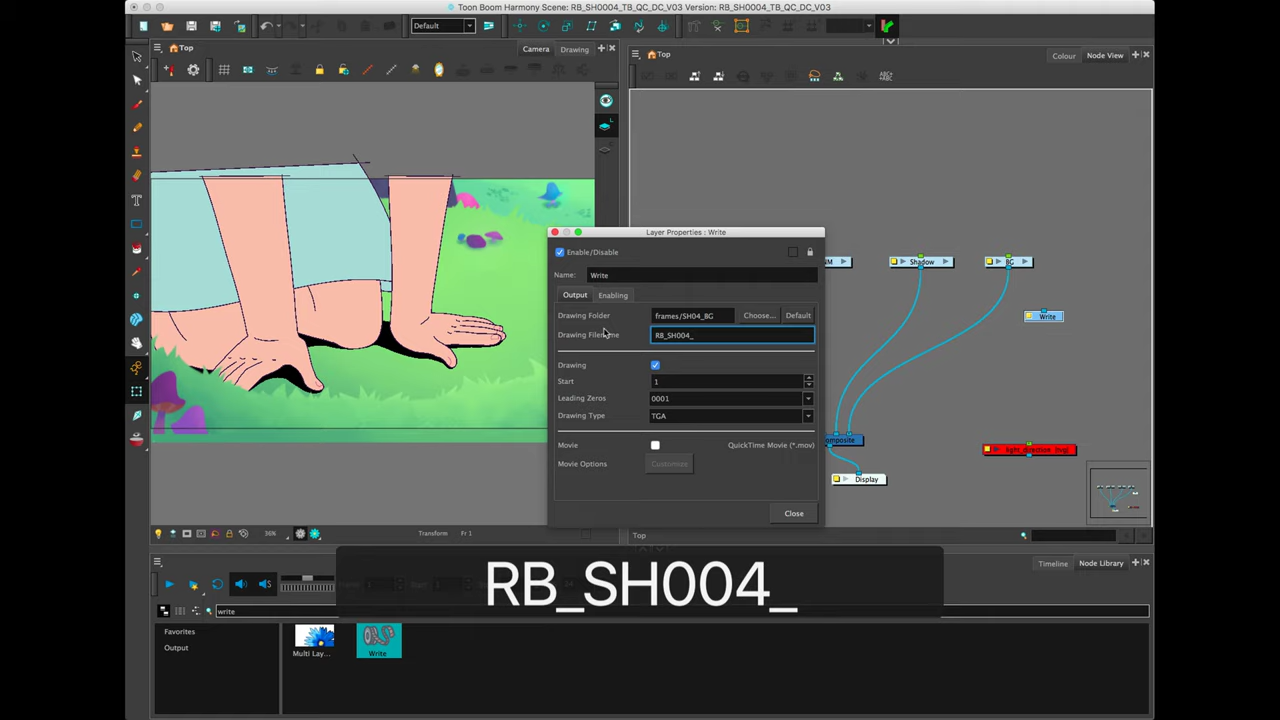 Toon Boom Harmony Scene: RB_SH0004_TB_QC_DC_V03 Version: RB_SH0004_TB_QC_DC_V03
Default
Top
Camera
Drawing
Top
Colour
Node View
Layer Properties : Write
Enable/Disable
Name:
Write
Output
Enabling
Drawing Folder
frames/SH04_BG
Choose...
Default
Drawing Filename
RB_SH004_
Drawing
Start
1
Leading Zeros
0001
Drawing Type
TGA
Movie
QuickTime Movie (*.mov)
Movie Options
Customize
Close
Shadow
BG
Write
Display
36%
Transform
Fr 1
Top
RB_SH004_
Timeline
Node Library
write
Favorites
Output
Multi Lay...
Write